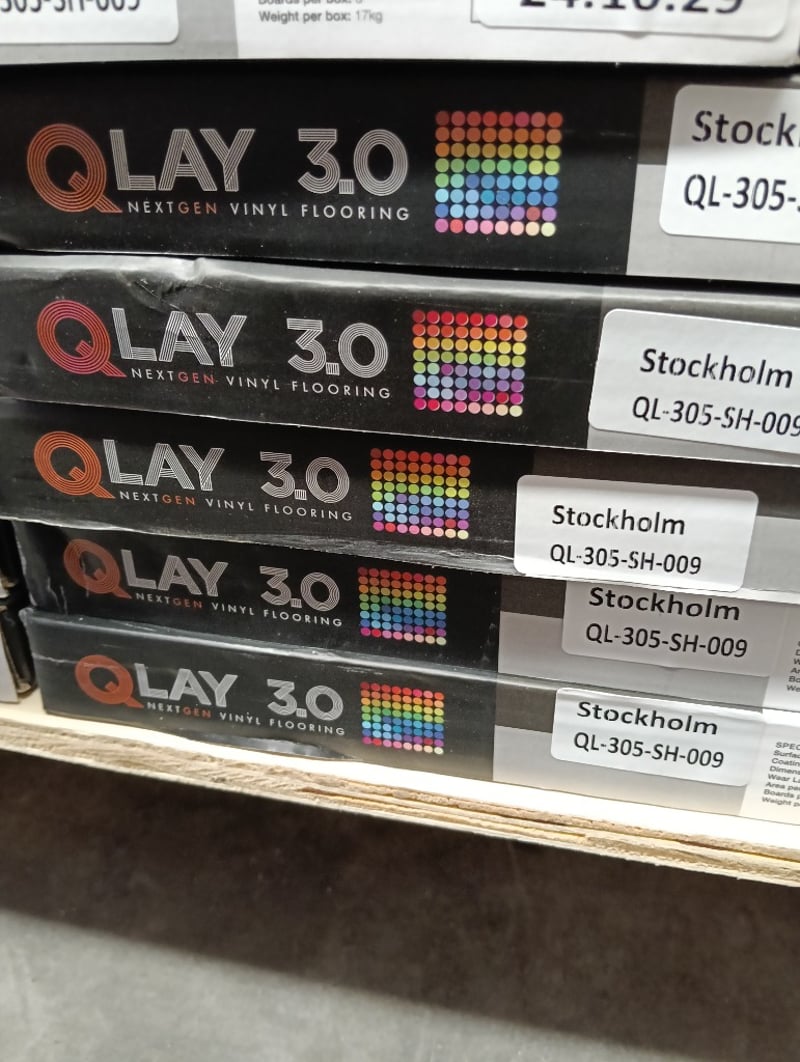 Weight per box: 17kg
QLAY 3.0
NEXTGEN VINYL FLOORING
Stock
QL-305-
QLAY 3.0
NEXTGEN VINYL FLOORING
Stockholm
QL-305-SH-009
QLAY 3.0
NEXTGEN VINYL FLOORING
Stockholm
QL-305-SH-009
QLAY 3.0
NEXTGEN VINYL FLOORING
Stockholm
QL-305-SH-009
QLAY 3.0
NEXTGEN VINYL FLOORING
Stockholm
QL-305-SH-009